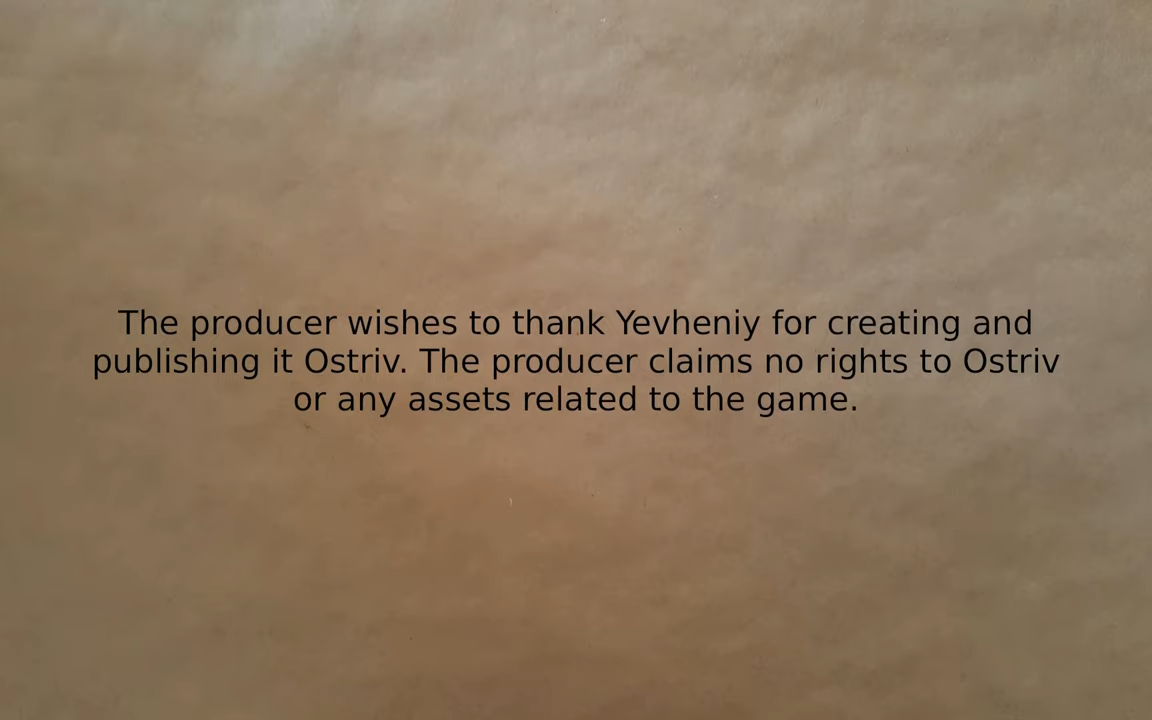 The producer wishes to thank Yevheniy for creating and
publishing it Ostriv. The producer claims no rights to Ostriv
or any assets related to the game.